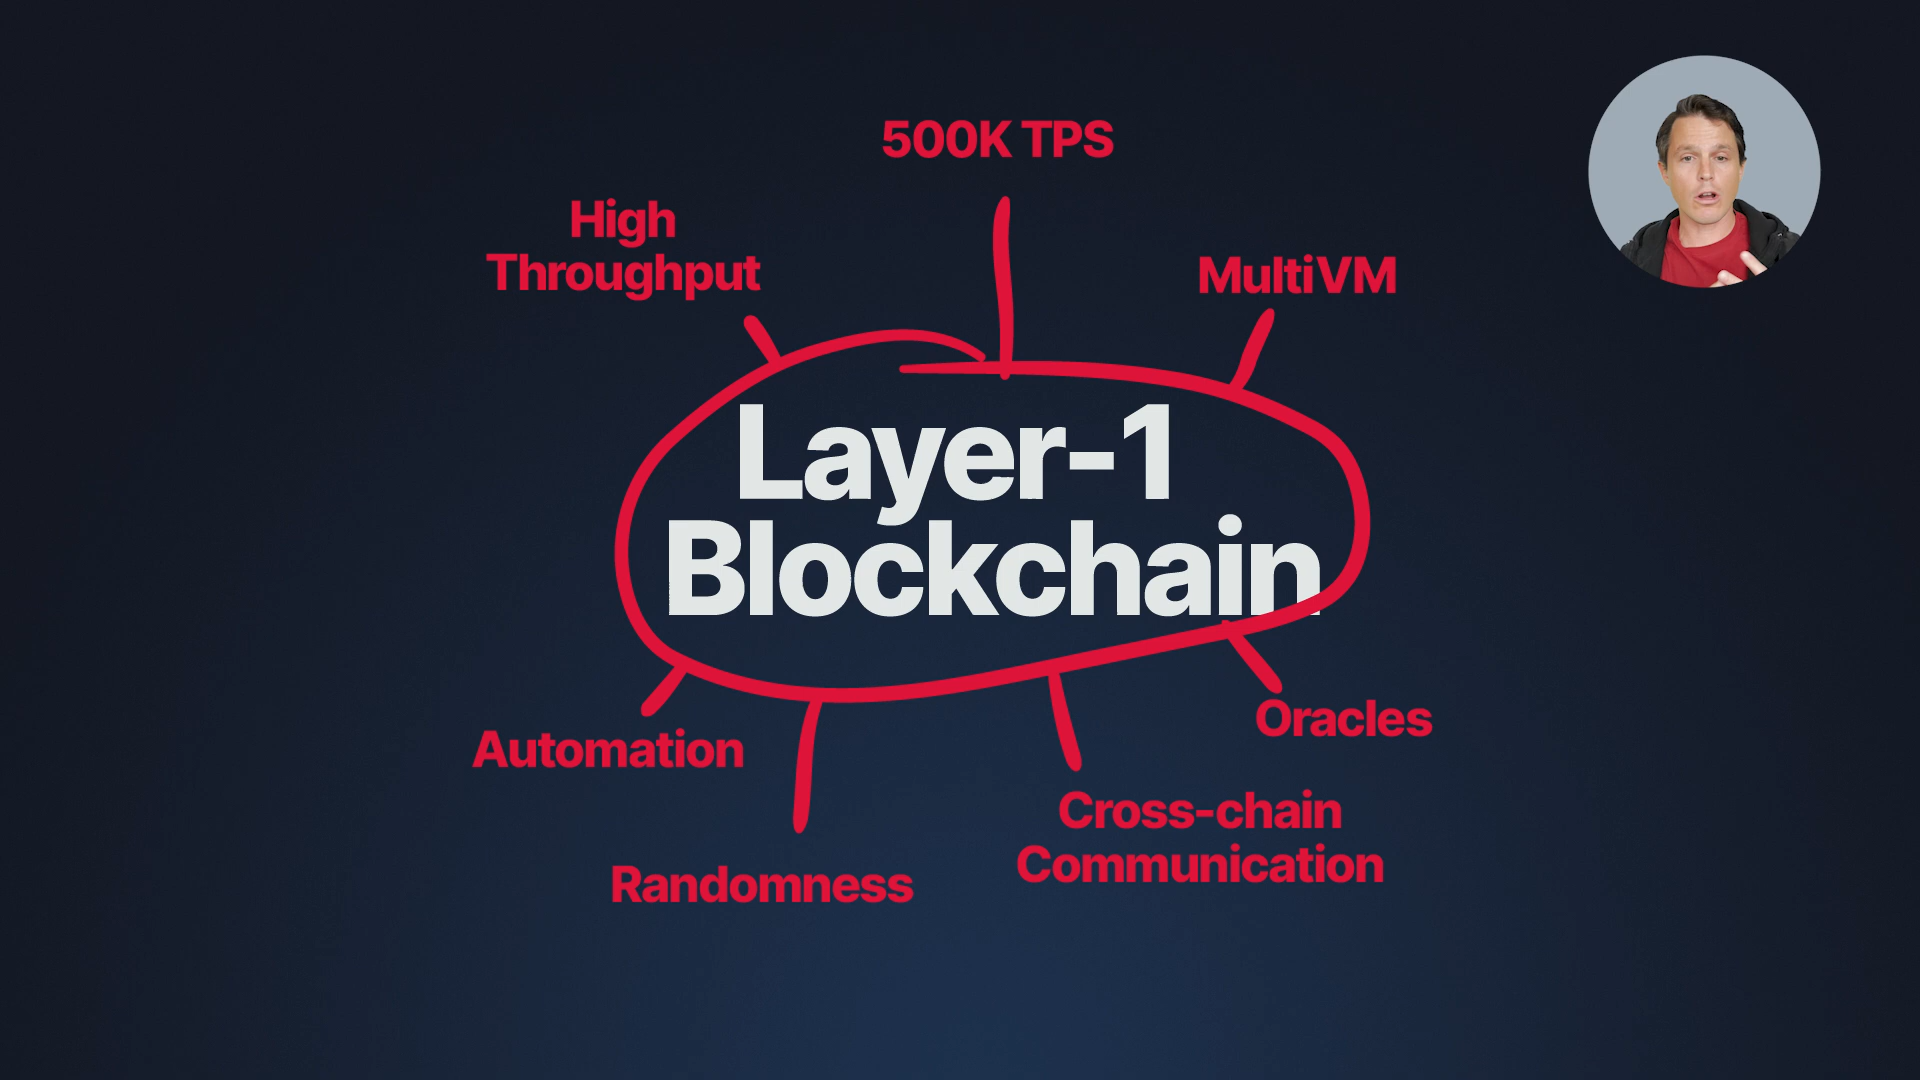 500K TPS
High
Throughput
MultiVM
Layer-1
Blockchain
Oracles
Automation
Cross-chain
Communication
Randomness